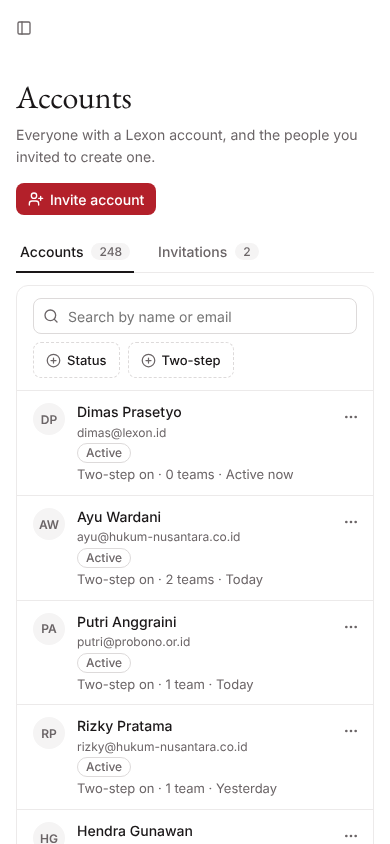 Accounts
Everyone with a Lexon account, and the people you
invited to create one.
Invite account
Accounts 248 Invitations 2
Search by name or email
Status Two-step
DP Dimas Prasetyo
dimas@lexon.id
Active
Two-step on · 0 teams · Active now
AW Ayu Wardani
ayu@hukum-nusantara.co.id
Active
Two-step on · 2 teams · Today
PA Putri Anggraini
putri@probono.or.id
Active
Two-step on · 1 team · Today
RP Rizky Pratama
rizky@hukum-nusantara.co.id
Active
Two-step on · 1 team · Yesterday
HG Hendra Gunawan